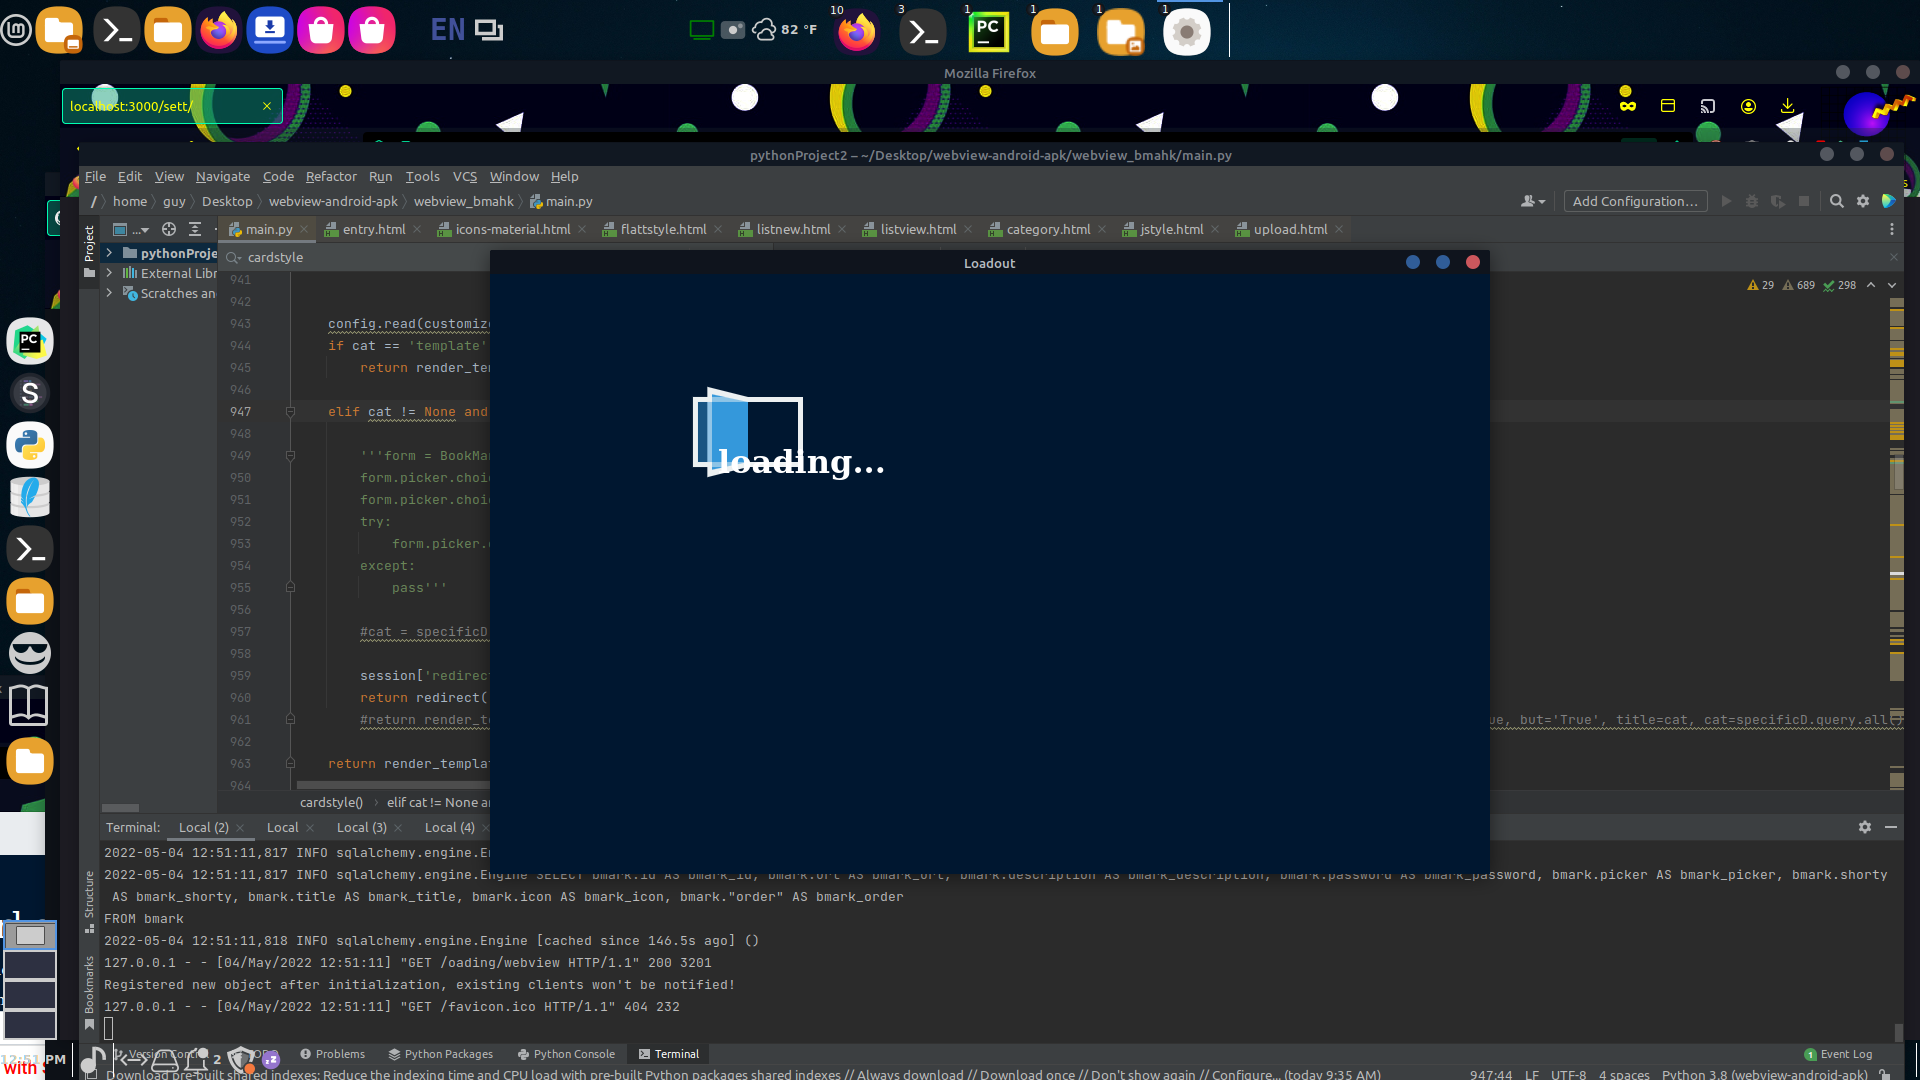 EN
82 °F
10
3
1
1
1
1
PC
Mozilla Firefox
localhost:3000/sett/
pythonProject2 – ~/Desktop/webview-android-apk/webview_bmahk/main.py
File Edit View Navigate Code Refactor Run Tools VCS Window Help
/ home guy Desktop webview-android-apk webview_bmahk main.py
Add Configuration...
...
main.py entry.html icons-material.html flattstyle.html listnew.html listview.html category.html jstyle.html upload.html
Project
pythonProje
External Libr
Scratches an
cardstyle
Loadout
29 689 298
941
942
943 config.read(customiz
944 if cat == 'template'
945 return render_te
946
947 elif cat != None and
948
949 '''form = BookMa
950 form.picker.choi
951 form.picker.choi
952 try:
953 form.picker.
954 except:
955 pass'''
956
957 #cat = specificD
958
959 session['redirec
960 return redirect(
961 #return render_te ue, but='True', title=cat, cat=specificD.query.all()
962
963 return render_templa
964
loading...
PC
S
cardstyle() elif cat != None a
Terminal: Local (2) Local Local (3) Local (4)
2022-05-04 12:51:11,817 INFO sqlalchemy.engine.En
2022-05-04 12:51:11,817 INFO sqlalchemy.engine.Engine SELECT bmark.id AS bmark_id, bmark.url AS bmark_url, bmark.description AS bmark_description, bmark.password AS bmark_password, bmark.picker AS bmark_picker, bmark.shorty
AS bmark_shorty, bmark.title AS bmark_title, bmark.icon AS bmark_icon, bmark."order" AS bmark_order
FROM bmark
2022-05-04 12:51:11,818 INFO sqlalchemy.engine.Engine [cached since 146.5s ago] ()
127.0.0.1 - - [04/May/2022 12:51:11] "GET /oading/webview HTTP/1.1" 200 3201
Registered new object after initialization, existing clients won't be notified!
127.0.0.1 - - [04/May/2022 12:51:11] "GET /favicon.ico HTTP/1.1" 404 232
Structure
Bookmarks
12:51 PM
with
2
Version Control Problems Python Packages Python Console Terminal
1 Event Log
Download pre-built shared indexes: Reduce the indexing time and CPU load with pre-built Python packages shared indexes // Always download // Download once // Don't show again // Configure... (today 9:35 AM)
947:44 LF UTF-8 4 spaces Python 3.8 (webview-android-apk)